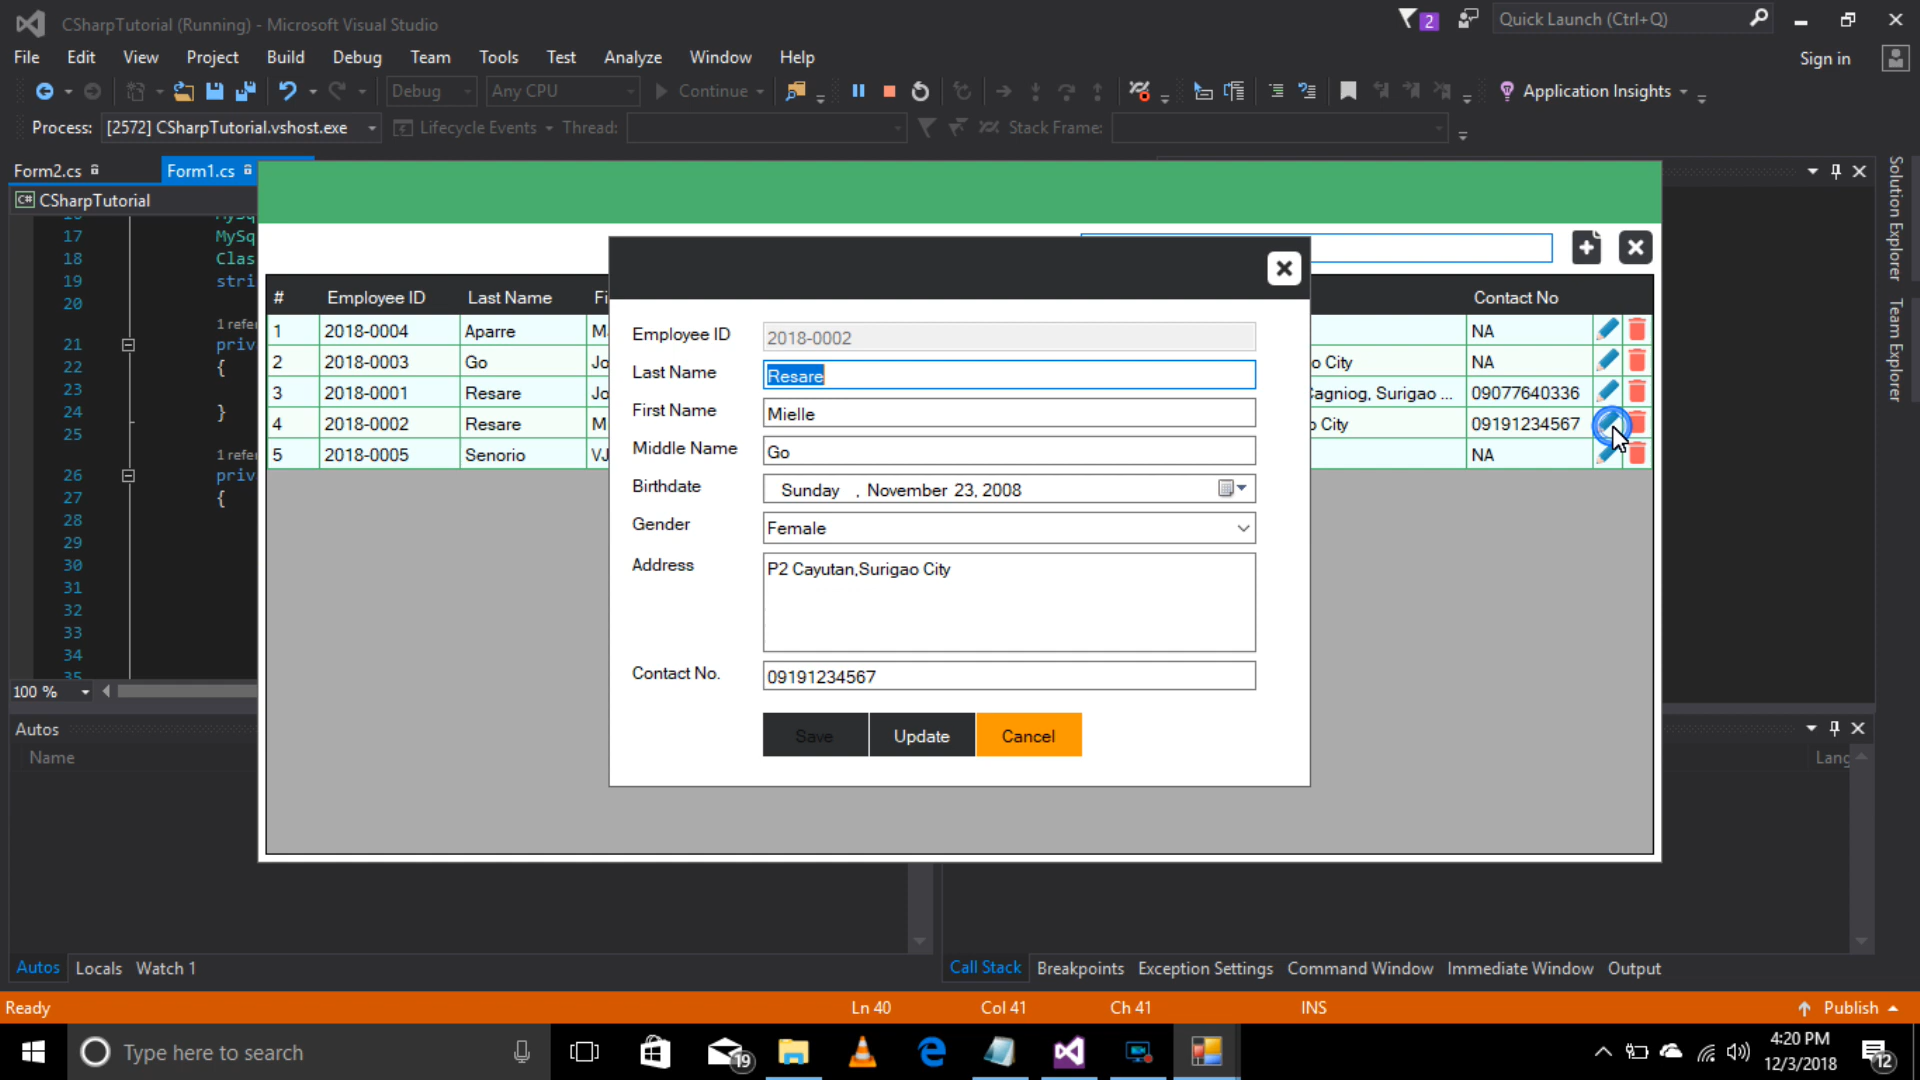 CSharpTutorial (Running) - Microsoft Visual Studio
2
Quick Launch (Ctrl+Q)
File Edit View Project Build Debug Team Tools Test Analyze Window Help
Sign in
Debug Any CPU Continue Application Insights
Process: [2572] CSharpTutorial.vshost.exe Lifecycle Events Thread: Stack Frame:
Form2.cs Form1.cs
CSharpTutorial
Solution Explorer
Team Explorer
17 MySq
18 Clas
19 stri
20
1 refe
21 priv
22 {
23
24 }
25
1 refe
26 priv
27 {
28
29
30
31
32
33
34
35
100 %
# Employee ID Last Name Fi Contact No
1 2018-0004 Aparre M NA
2 2018-0003 Go Jo o City NA
3 2018-0001 Resare Jo Cagniog, Surigao ... 09077640336
4 2018-0002 Resare M o City 09191234567
5 2018-0005 Senorio VJ NA
Employee ID 2018-0002
Last Name Resare
First Name Mielle
Middle Name Go
Birthdate Sunday , November 23, 2008
Gender Female
Address P2 Cayutan,Surigao City
Contact No. 09191234567
Save Update Cancel
Autos
Name
Lang
Autos Locals Watch 1
Call Stack Breakpoints Exception Settings Command Window Immediate Window Output
Ready Ln 40 Col 41 Ch 41 INS Publish
Type here to search
19
4:20 PM
12/3/2018
12